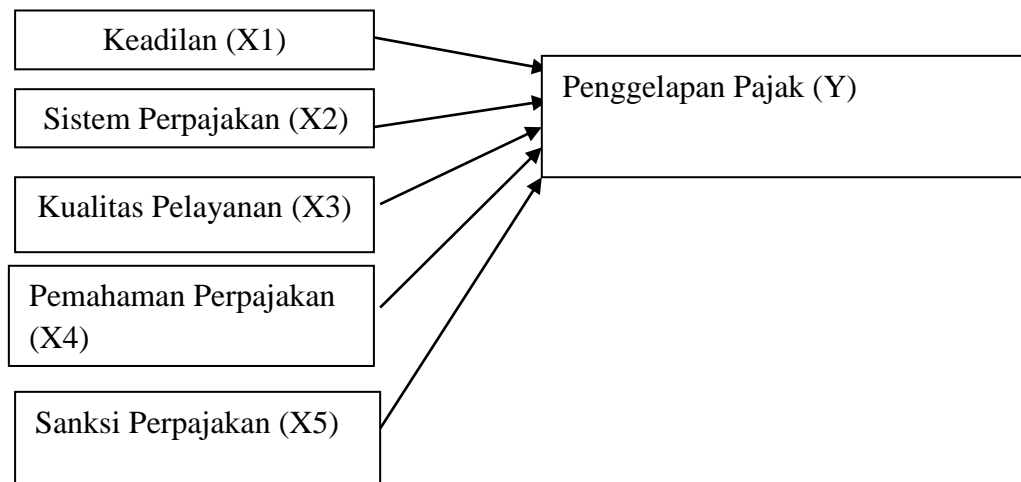 Keadilan (X1)
Penggelapan Pajak (Y)
Sistem Perpajakan (X2)
Kualitas Pelayanan (X3)
Pemahaman Perpajakan
(X4)
Sanksi Perpajakan (X5)